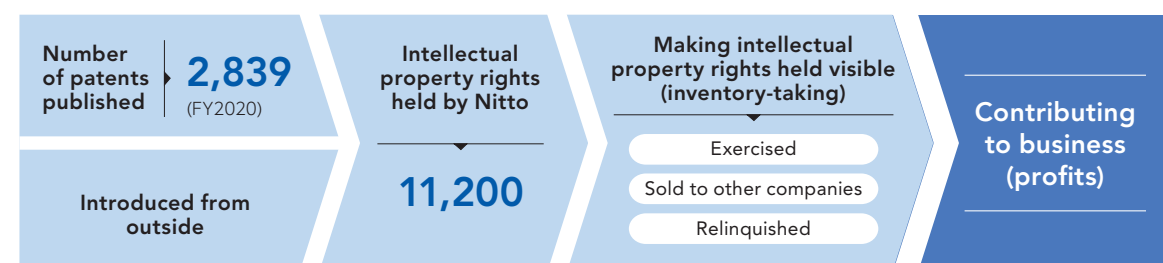 Number
of patents
published
2,839
(FY2020)
Introduced from
outside
Intellectual
property rights
held by Nitto
11,200
Making intellectual
property rights held visible
(inventory-taking)
Exercised
Sold to other companies
Relinquished
Contributing
to business
(profits)